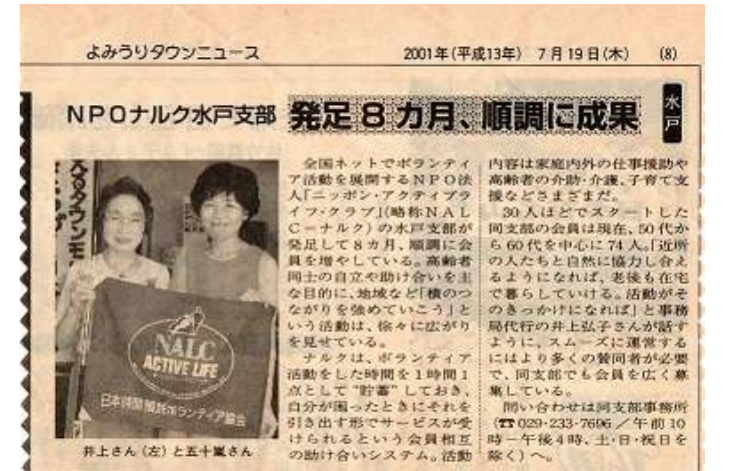 よみうりタウンニュース
2001年(平成13年) 7月19日(木) (8)
NPOナルク水戸支部 発足8カ月、順調に成果
水戸
全国ネットでボランティ
ア活動を展開するNPO法
人「ニッポン・アクティブラ
イフ・クラブ」(略称NAL
C=ナルク)の水戸支部が
発足して8カ月、順調に会
員を増やしている。高齢者
同士の自立や助け合いを主
な目的に、地域など「横のつ
ながりを強めていこう」と
いう活動は、徐々に広がり
を見せている。
ナルクは、ボランティア
活動をした時間を1時間1
点として“貯蓄”しておき、
自分が困ったときにそれを
引き出す形でサービスが受
けられるという会員相互
の助け合いシステム。活動
内容は家庭内外の仕事援助や
高齢者の介助・介護、子育て支
援などさまざまだ。
30人ほどでスタートした
同支部の会員は現在、50代か
ら60代を中心に74人。「近所
の人たちと自然に協力し合え
るようになれば、老後も在宅
で暮らしていける。活動がそ
のきっかけになれば」と事務
局代行の井上弘子さんが話す
ように、スムーズに運営する
にはより多くの賛同者が必要
で、同支部でも会員を広く募
集している。
問い合わせは同支部事務所
(☎029・233・7696／午前10
時－午後4時、土・日・祝日を
除く)へ。
えるタウンモ
NALC
ACTIVE LIFE
日本時間預託ボランティア協会
井上さん(左)と五十嵐さん